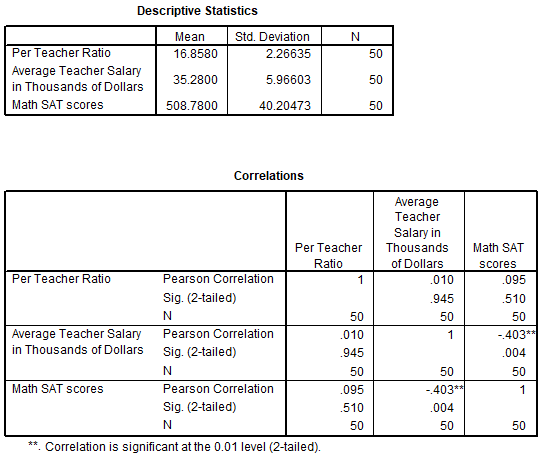 Descriptive Statistics
Mean Std. Deviation N
Per Teacher Ratio 16.8580 2.26635 50
Average Teacher Salary
in Thousands of Dollars 35.2800 5.96603 50
Math SAT scores 508.7800 40.20473 50
Correlations
Average
Teacher
Salary in
Per Teacher Thousands Math SAT
Ratio of Dollars scores
Per Teacher Ratio Pearson Correlation 1 .010 .095
Sig. (2-tailed) .945 .510
N 50 50 50
Average Teacher Salary Pearson Correlation .010 1 -.403**
in Thousands of Dollars Sig. (2-tailed) .945 .004
N 50 50 50
Math SAT scores Pearson Correlation .095 -.403** 1
Sig. (2-tailed) .510 .004
N 50 50 50
**. Correlation is significant at the 0.01 level (2-tailed).